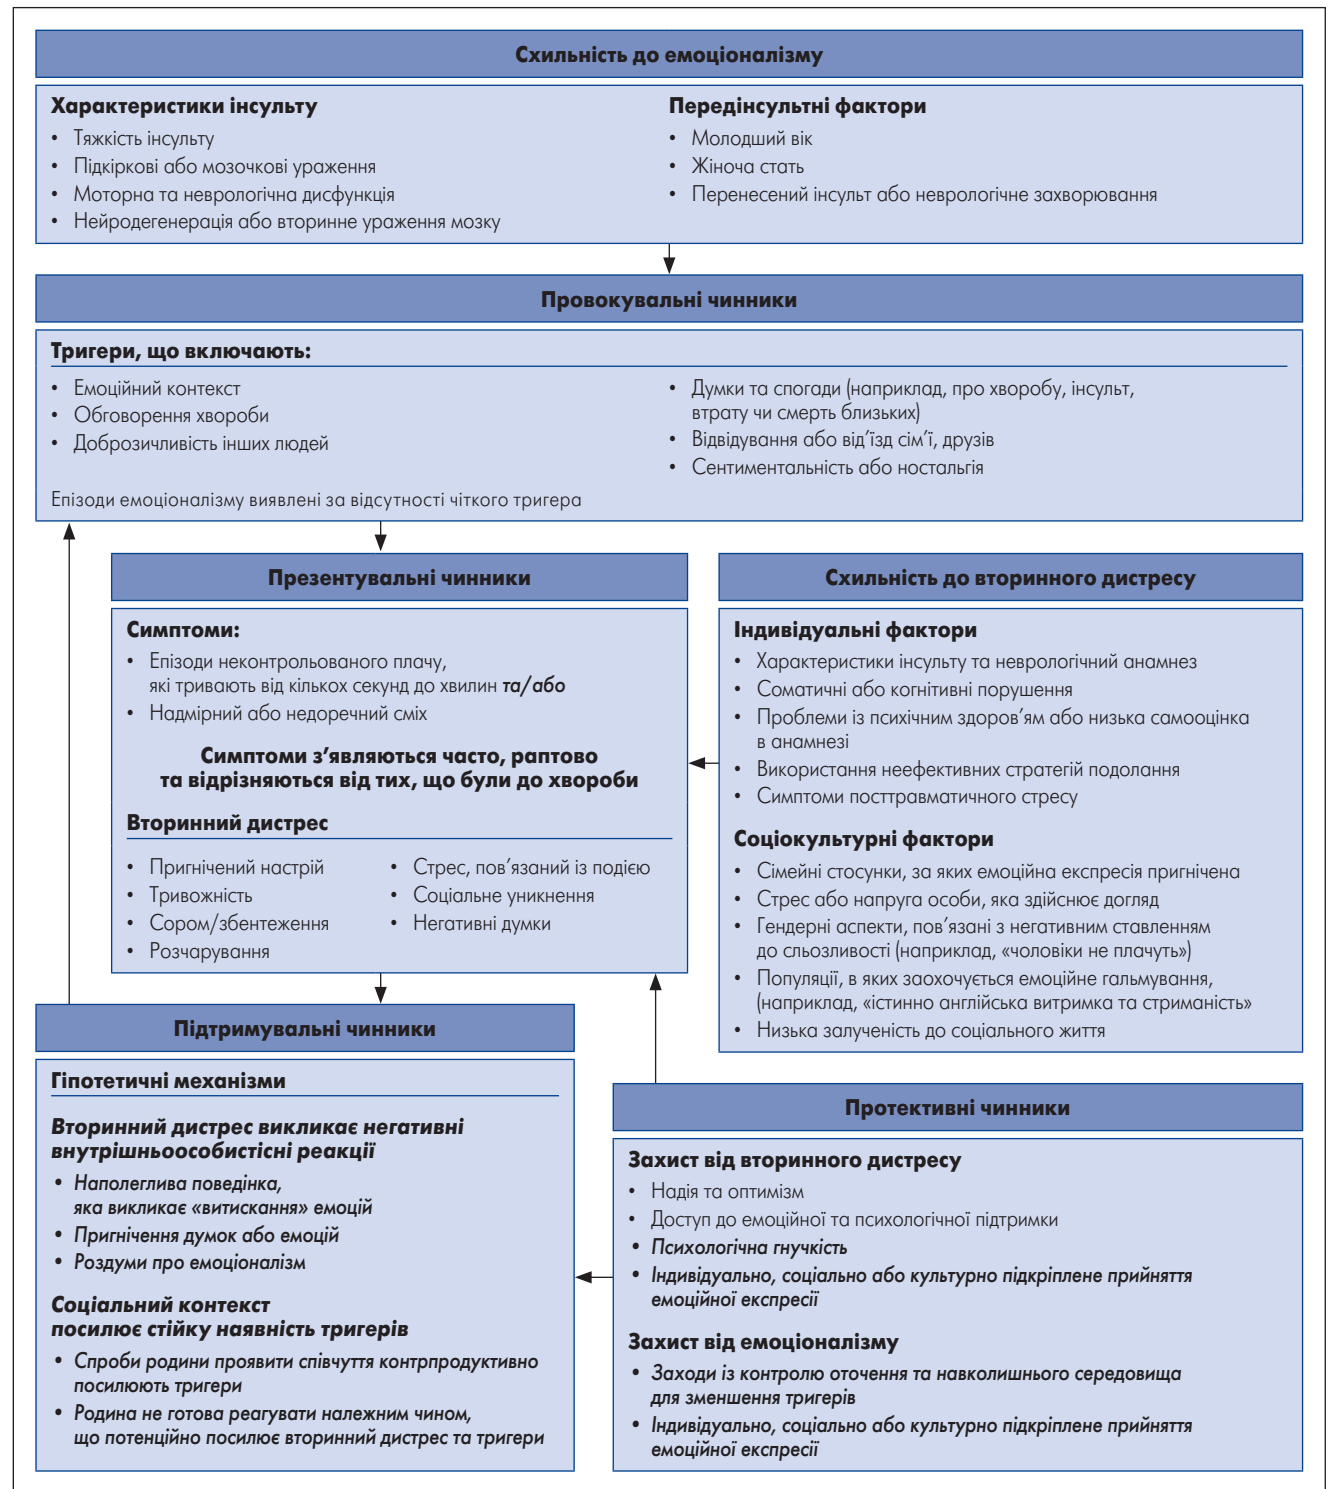 Схильність до емоціоналізму
Характеристики інсульту
• Тяжкість інсульту
• Підкіркові або мозочкові ураження
• Моторна та неврологічна дисфункція
• Нейродегенерація або вторинне ураження мозку
Передінсультні фактори
• Молодший вік
• Жіноча стать
• Перенесений інсульт або неврологічне захворювання
Провокувальні чинники
Тригери, що включають:
• Емоційний контекст
• Обговорення хвороби
• Доброзичливість інших людей
• Думки та спогади (наприклад, про хворобу, інсульт,
втрату чи смерть близьких)
• Відвідування або від’їзд сім’ї, друзів
• Сентиментальність або ностальгія
Епізоди емоціоналізму виявлені за відсутності чіткого тригера
Презентувальні чинники
Симптоми:
• Епізоди неконтрольованого плачу,
які тривають від кількох секунд до хвилин та/або
• Надмірний або недоречний сміх
Симптоми з’являються часто, раптово
та відрізняються від тих, що були до хвороби
Вторинний дистрес
• Пригнічений настрій
• Тривожність
• Сором/збентеження
• Розчарування
• Стрес, пов’язаний із подією
• Соціальне уникнення
• Негативні думки
Схильність до вторинного дистресу
Індивідуальні фактори
• Характеристики інсульту та неврологічний анамнез
• Соматичні або когнітивні порушення
• Проблеми із психічним здоров’ям або низька самооцінка
в анамнезі
• Використання неефективних стратегій подолання
• Симптоми посттравматичного стресу
Соціокультурні фактори
• Сімейні стосунки, за яких емоційна експресія пригнічена
• Стрес або напруга особи, яка здійснює догляд
• Гендерні аспекти, пов’язані з негативним ставленням
до сльозливості (наприклад, «чоловіки не плачуть»)
• Популяції, в яких заохочується емоційне гальмування,
(наприклад, «істинно англійська витримка та стриманість»
• Низька залученість до соціального життя
Підтримувальні чинники
Гіпотетичні механізми
Вторинний дистрес викликає негативні
внутрішньоособистісні реакції
• Наполеглива поведінка,
яка викликає «витискання» емоцій
• Пригнічення думок або емоцій
• Роздуми про емоціоналізм
Соціальний контекст
посилює стійку наявність тригерів
• Спроби родини проявити співчуття контрпродуктивно
посилюють тригери
• Родина не готова реагувати належним чином,
що потенційно посилює вторинний дистрес та тригери
Протективні чинники
Захист від вторинного дистресу
• Надія та оптимізм
• Доступ до емоційної та психологічної підтримки
• Психологічна гнучкість
• Індивідуально, соціально або культурно підкріплене прийняття
емоційної експресії
Захист від емоціоналізму
• Заходи із контролю оточення та навколишнього середовища
для зменшення тригерів
• Індивідуально, соціально або культурно підкріплене прийняття
емоційної експресії